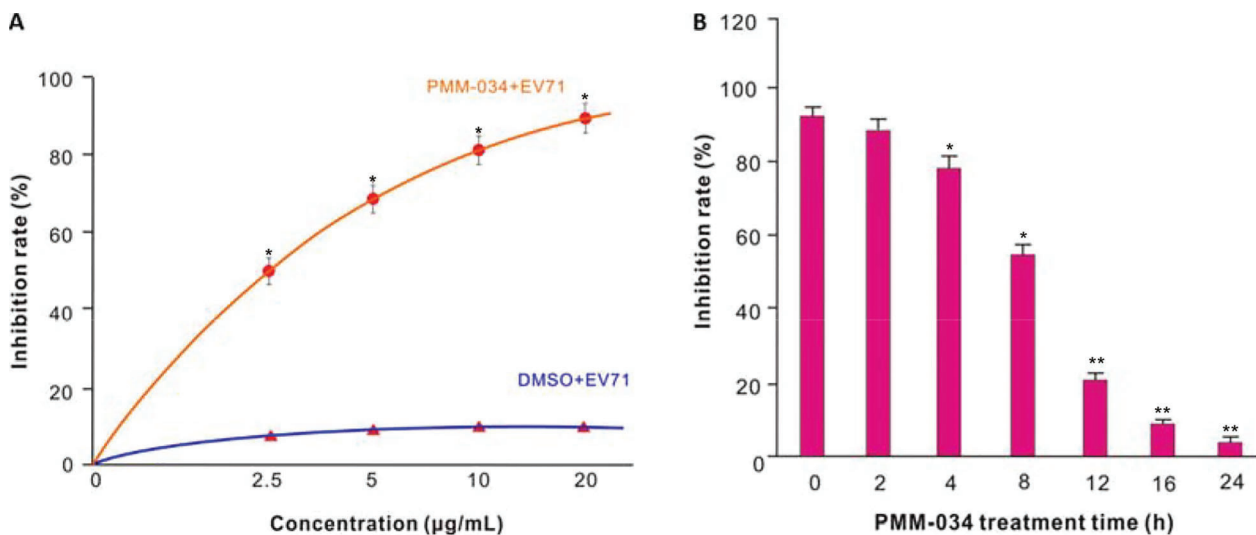 A
Inhibition rate (%)
100
80
60
40
20
0
PMM-034+EV71
*
*
*
*
DMSO+EV71
0 2.5 5 10 20
Concentration (µg/mL)
B
Inhibition rate (%)
120
100
80
60
40
20
0
*
*
**
**
**
0 2 4 8 12 16 24
PMM-034 treatment time (h)